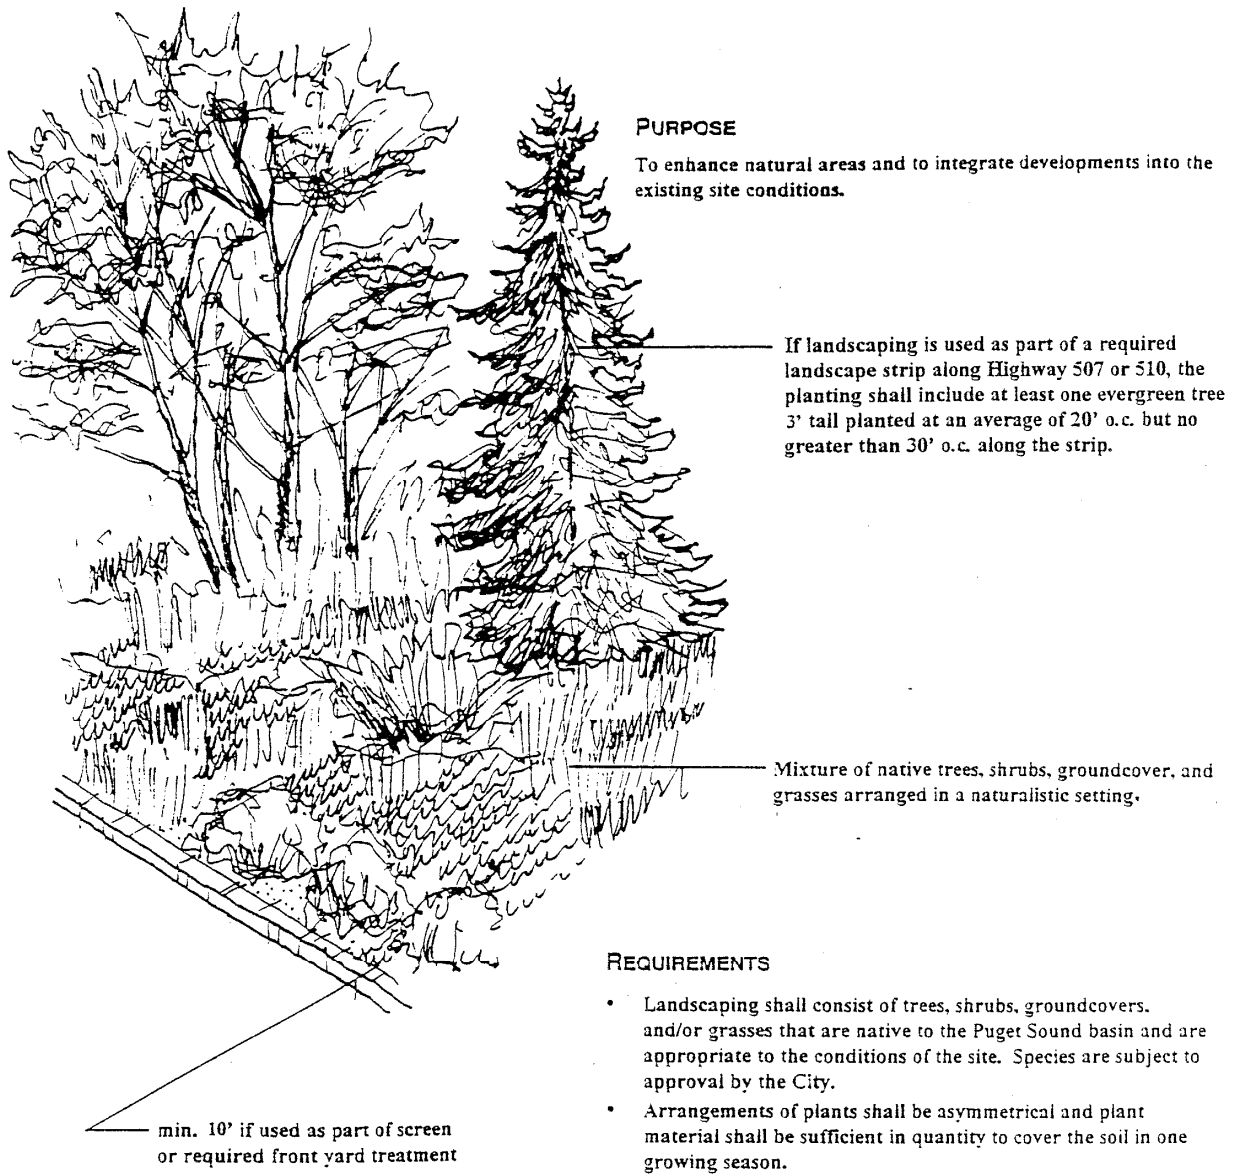 PURPOSE
To enhance natural areas and to integrate developments into the
existing site conditions.
If landscaping is used as part of a required
landscape strip along Highway 507 or 510, the
planting shall include at least one evergreen tree
3' tall planted at an average of 20' o.c. but no
greater than 30' o.c. along the strip.
Mixture of native trees, shrubs, groundcover, and
grasses arranged in a naturalistic setting.
REQUIREMENTS
• Landscaping shall consist of trees, shrubs, groundcovers.
and/or grasses that are native to the Puget Sound basin and are
appropriate to the conditions of the site. Species are subject to
approval by the City.
• Arrangements of plants shall be asymmetrical and plant
material shall be sufficient in quantity to cover the soil in one
growing season.
min. 10' if used as part of screen
or required front yard treatment